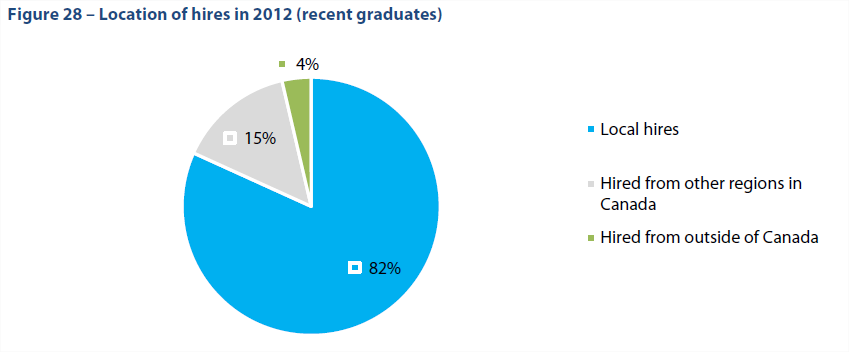 Figure 28 – Location of hires in 2012 (recent graduates)
4%
15%
82%
Local hires
Hired from other regions in
Canada
Hired from outside of Canada